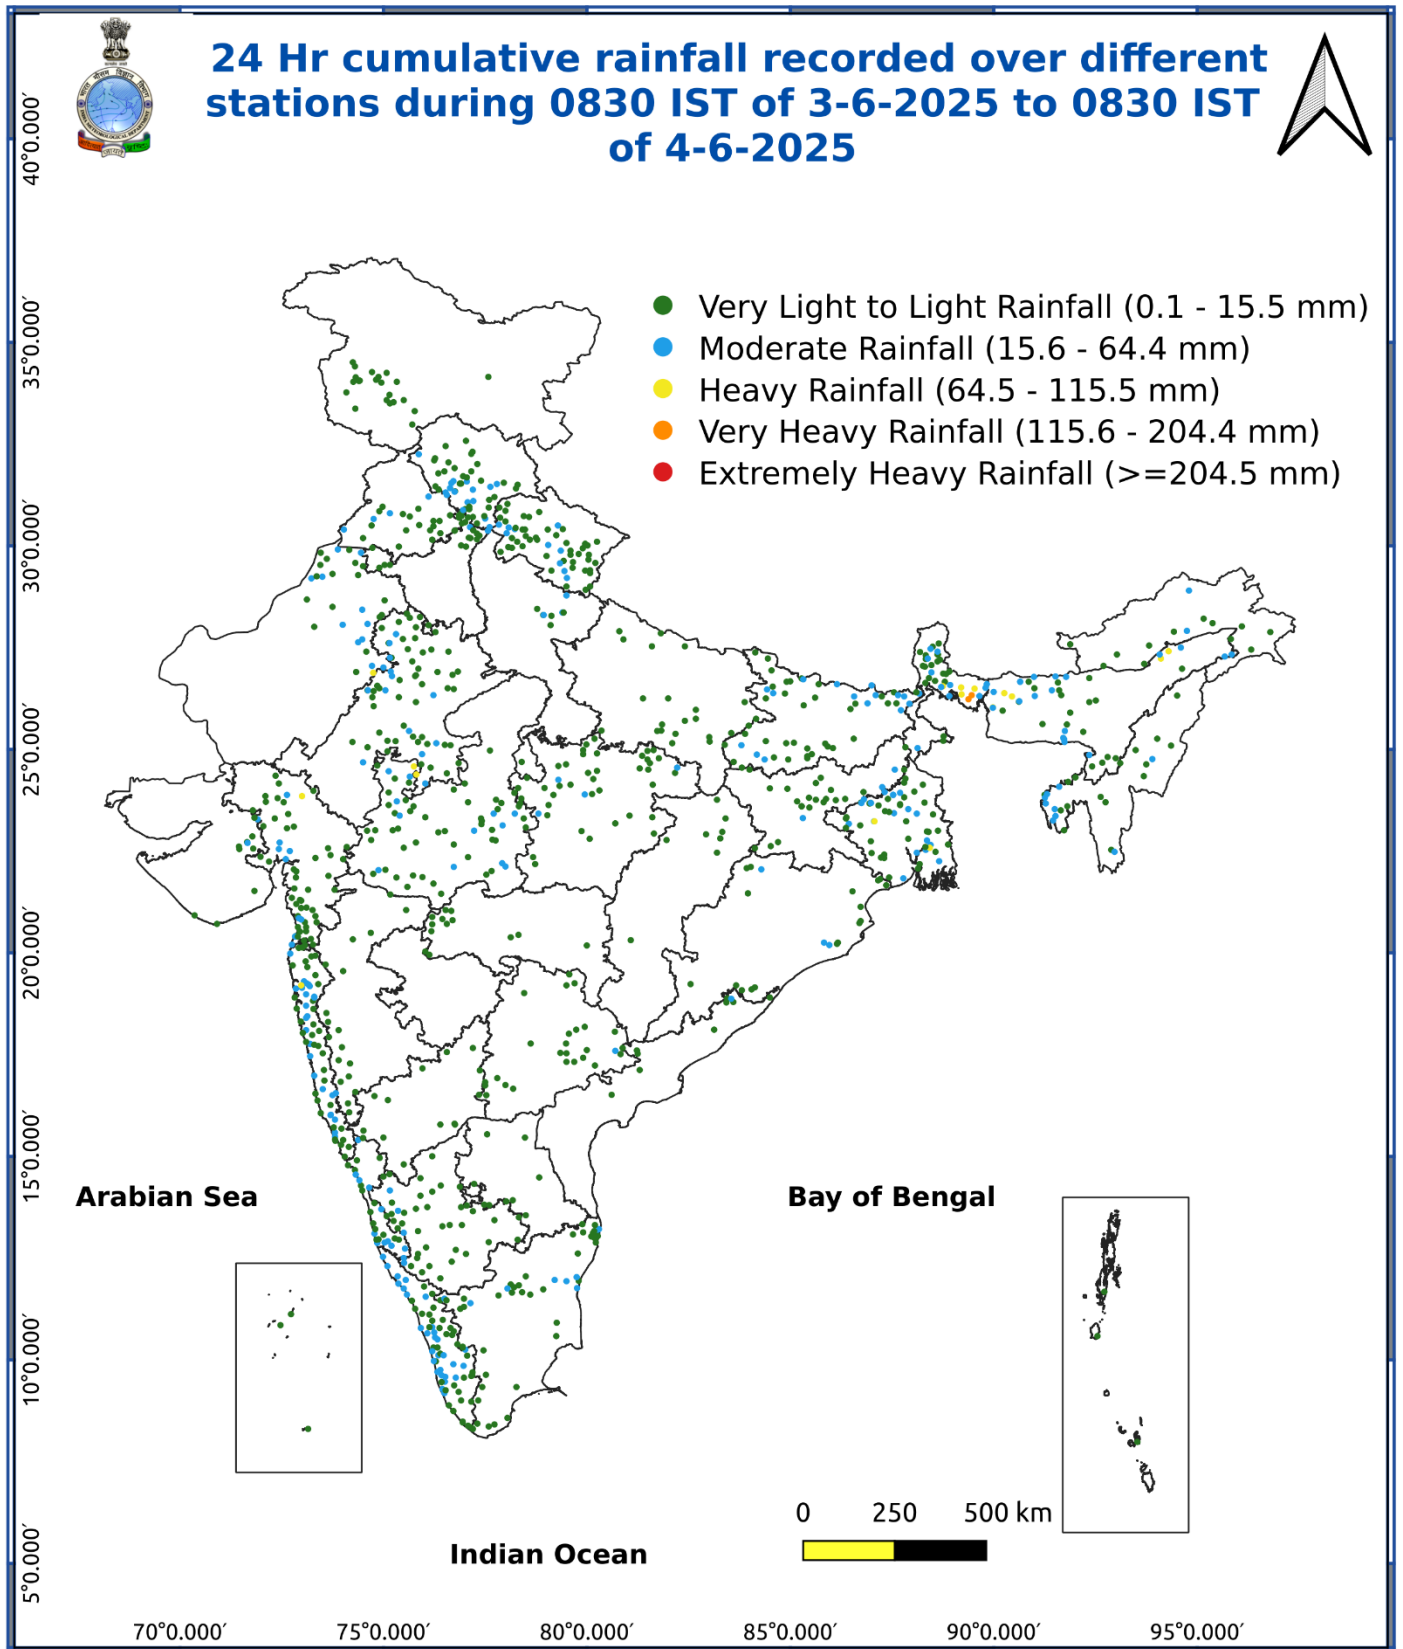 24 Hr cumulative rainfall recorded over different
stations during 0830 IST of 3-6-2025 to 0830 IST
of 4-6-2025
Very Light to Light Rainfall (0.1 - 15.5 mm)
Moderate Rainfall (15.6 - 64.4 mm)
Heavy Rainfall (64.5 - 115.5 mm)
Very Heavy Rainfall (115.6 - 204.4 mm)
Extremely Heavy Rainfall (>=204.5 mm)
40°0.000′
35°0.000′
30°0.000′
25°0.000′
20°0.000′
15°0.000′
10°0.000′
5°0.000′
Arabian Sea
Bay of Bengal
0 250 500 km
Indian Ocean
70°0.000′ 75°0.000′ 80°0.000′ 85°0.000′ 90°0.000′ 95°0.000′